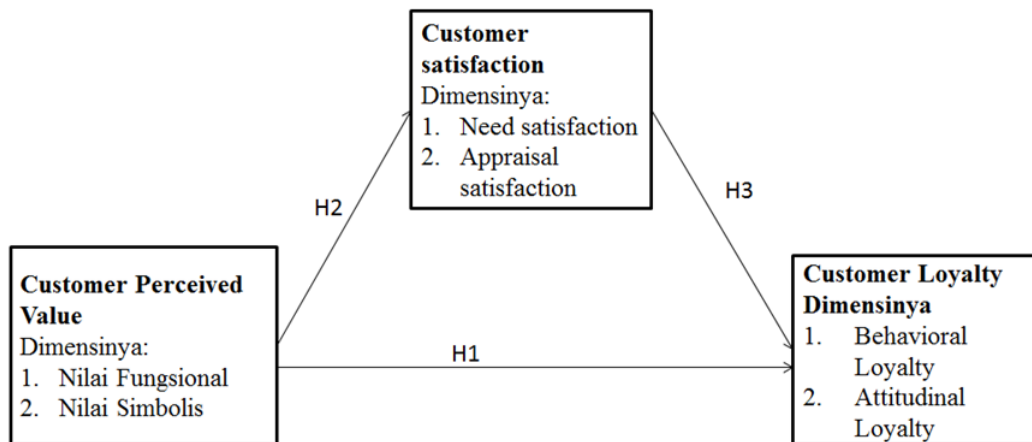 Customer
satisfaction
Dimensinya:
1. Need satisfaction
2. Appraisal
satisfaction
H2
H3
Customer Perceived
Value
Dimensinya:
1. Nilai Fungsional
2. Nilai Simbolis
H1
Customer Loyalty
Dimensinya
1. Behavioral
Loyalty
2. Attitudinal
Loyalty